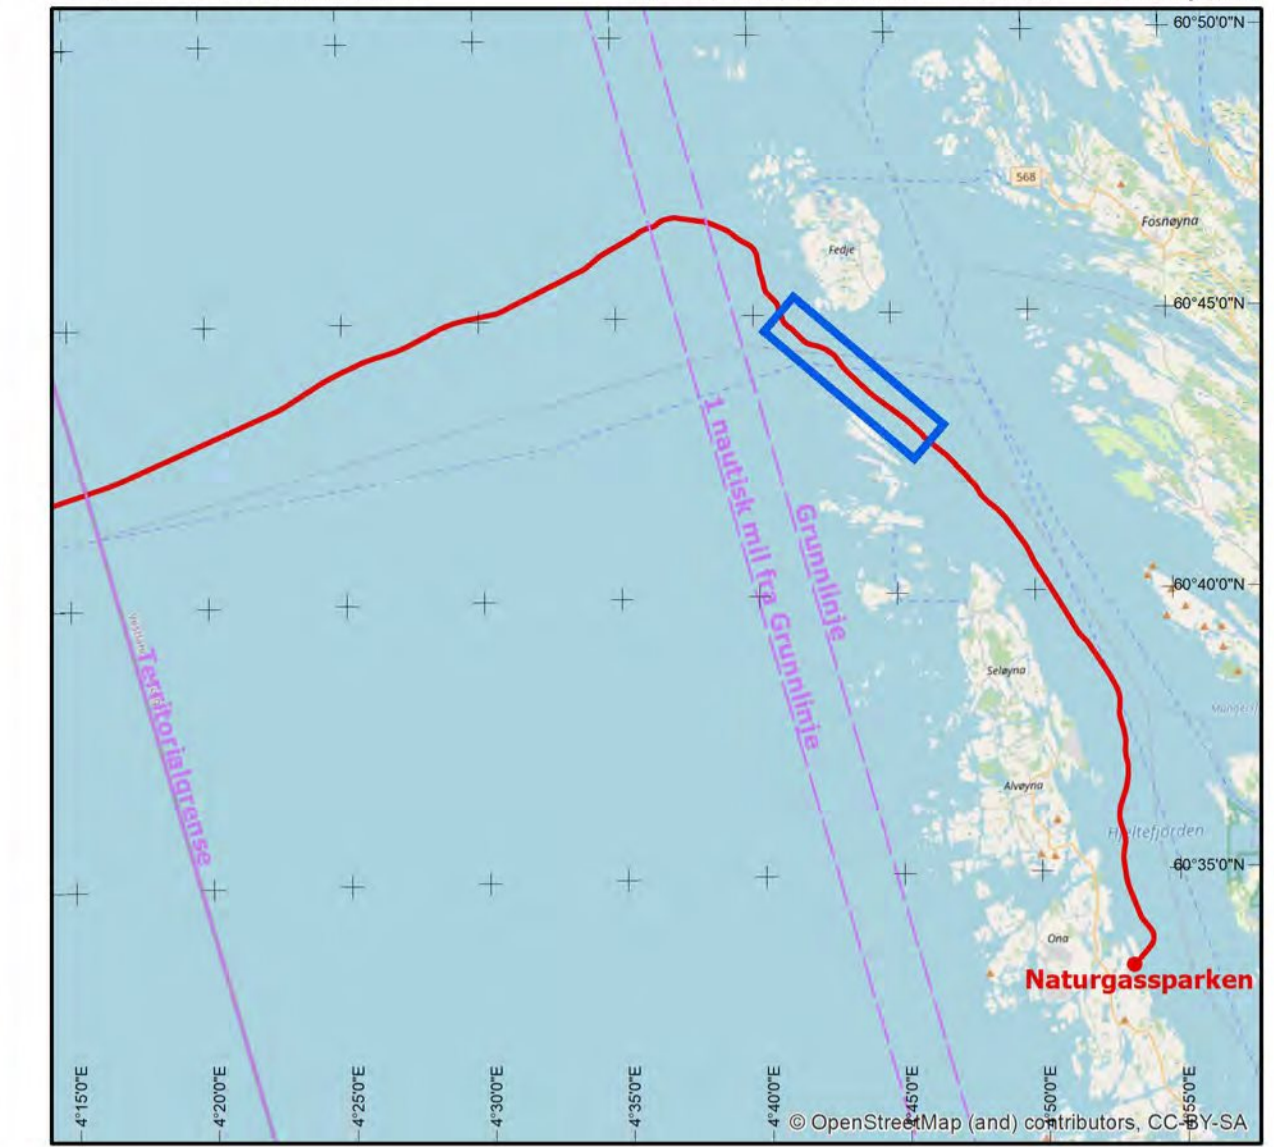 60°50'0"N
568
Fosnøyna
Fedje
60°45'0"N
1 nautisk mil fra Grunnlinje
Grunnlinje
60°40'0"N
Territorialgrense
Seløyna
Alvøyna
Hjeltefjorden
60°35'0"N
Ona
Naturgassparken
4°15'0"E
4°20'0"E
4°25'0"E
4°30'0"E
4°35'0"E
4°40'0"E
4°45'0"E
4°50'0"E
4°55'0"E
© OpenStreetMap (and) contributors, CC-BY-SA